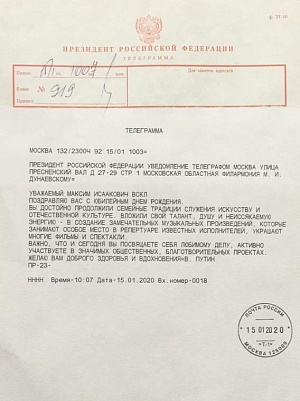 ПРЕЗИДЕНТ РОССИЙСКОЙ ФЕДЕРАЦИИ
ТЕЛЕГРАММА
1007
№ 919
ТЕЛЕГРАММА
МОСКВА 132/2300Ч 92 15/01 1003=
ПРЕЗИДЕНТ РОССИЙСКОЙ ФЕДЕРАЦИИ УВЕДОМЛЕНИЕ ТЕЛЕГРАФОМ МОСКВА УЛИЦА
ПРЕСНЕНСКИЙ ВАЛ Д 27-29 СТР 1 МОСКОВСКАЯ ОБЛАСТНАЯ ФИЛАРМОНИЯ М. И.
ДУНАЕВСКОМУ=
УВАЖАЕМЫЙ МАКСИМ ИСААКОВИЧ ВСКЛ
ПОЗДРАВЛЯЮ ВАС С ЮБИЛЕЙНЫМ ДНЕМ РОЖДЕНИЯ.
ВЫ ДОСТОЙНО ПРОДОЛЖИЛИ СЕМЕЙНЫЕ ТРАДИЦИИ СЛУЖЕНИЯ ИСКУССТВУ И
ОТЕЧЕСТВЕННОЙ КУЛЬТУРЕ. ВЛОЖИЛИ СВОЙ ТАЛАНТ, ДУШУ И НЕИССЯКАЕМУЮ
ЭНЕРГИЮ - В СОЗДАНИЕ ЗАМЕЧАТЕЛЬНЫХ МУЗЫКАЛЬНЫХ ПРОИЗВЕДЕНИЙ, КОТОРЫЕ
ЗАНИМАЮТ ОСОБОЕ МЕСТО В РЕПЕРТУАРЕ ИЗВЕСТНЫХ ИСПОЛНИТЕЛЕЙ, УКРАШАЮТ
МНОГИЕ ФИЛЬМЫ И СПЕКТАКЛИ.
ВАЖНО, ЧТО И СЕГОДНЯ ВЫ ПОСВЯЩАЕТЕ СЕБЯ ЛЮБИМОМУ ДЕЛУ, АКТИВНО
УЧАСТВУЕТЕ В ЗНАЧИМЫХ ОБЩЕСТВЕННЫХ, БЛАГОТВОРИТЕЛЬНЫХ ПРОЕКТАХ.
ЖЕЛАЮ ВАМ ДОБРОГО ЗДОРОВЬЯ И ВДОХНОВЕНИЯ=В. ПУТИН
ПР-23-
НННН Время-10:07 Дата-15.01.2020 Вх. номер-0018
ПОЧТА РОССИИ
15 01 2020
"Т-1"
МОСКВА 125009